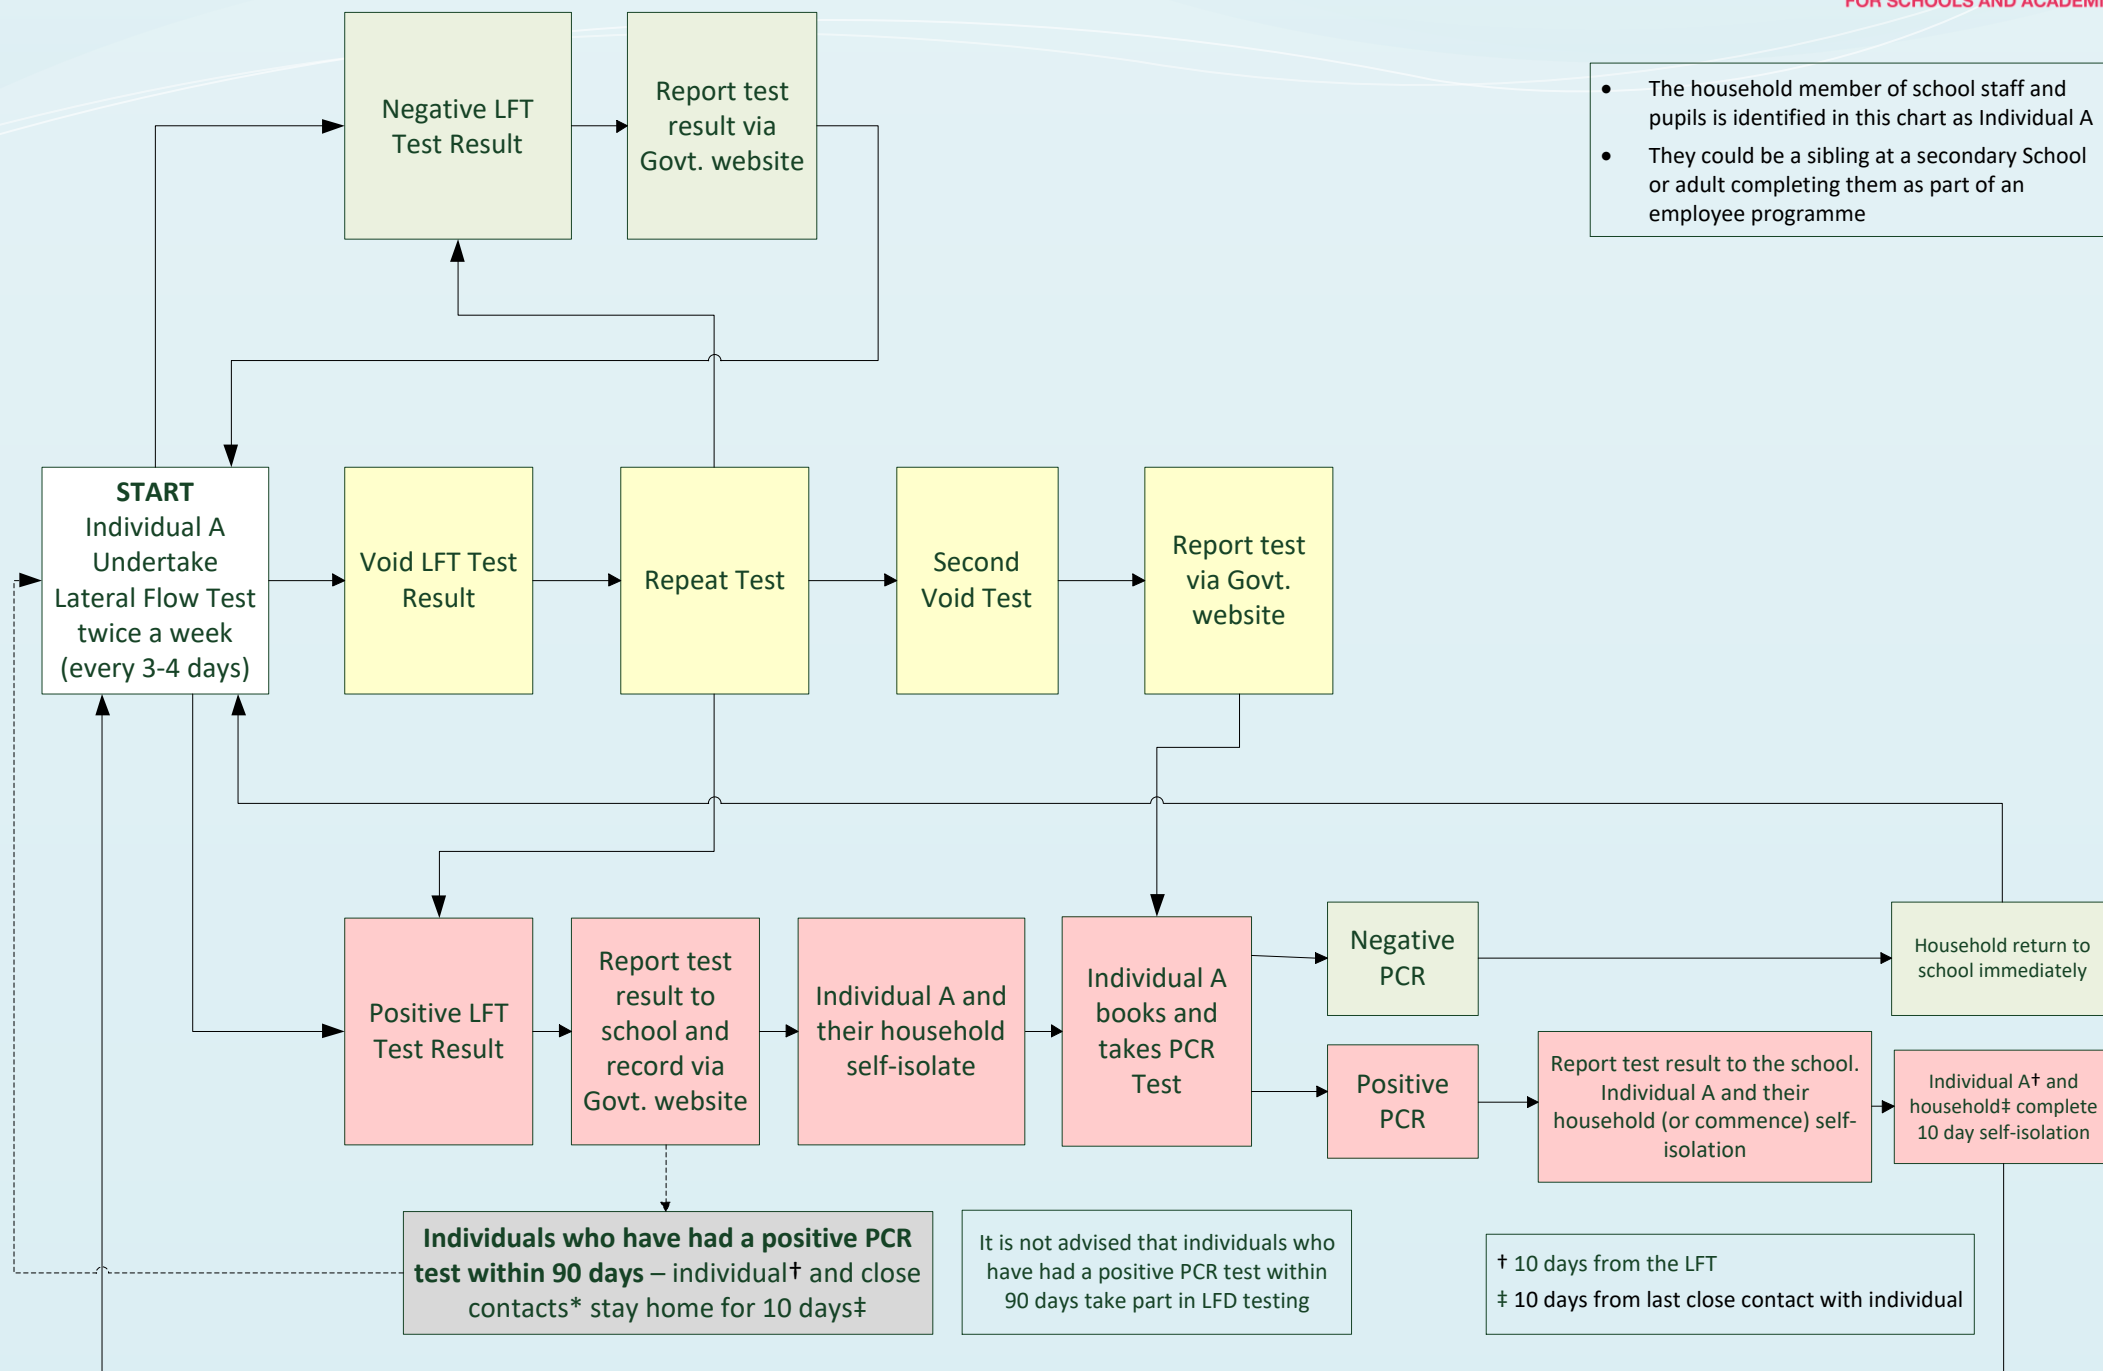 FOR SCHOOLS AND ACADEMI
Negative LFT
Test Result
Report test
result via
Govt. website
• The household member of school staff and
pupils is identified in this chart as Individual A
• They could be a sibling at a secondary School
or adult completing them as part of an
employee programme
START
Individual A
Undertake
Lateral Flow Test
twice a week
(every 3-4 days)
Void LFT Test
Result
Repeat Test
Second
Void Test
Report test
via Govt.
website
Positive LFT
Test Result
Report test
result to
school and
record via
Govt. website
Individual A and
their household
self-isolate
Individual A
books and
takes PCR
Test
Negative
PCR
Household return to
school immediately
Positive
PCR
Report test result to the school.
Individual A and their
household (or commence) self-
isolation
Individual A† and
household‡ complete
10 day self-isolation
Individuals who have had a positive PCR
test within 90 days – individual† and close
contacts* stay home for 10 days‡
It is not advised that individuals who
have had a positive PCR test within
90 days take part in LFD testing
† 10 days from the LFT
‡ 10 days from last close contact with individual